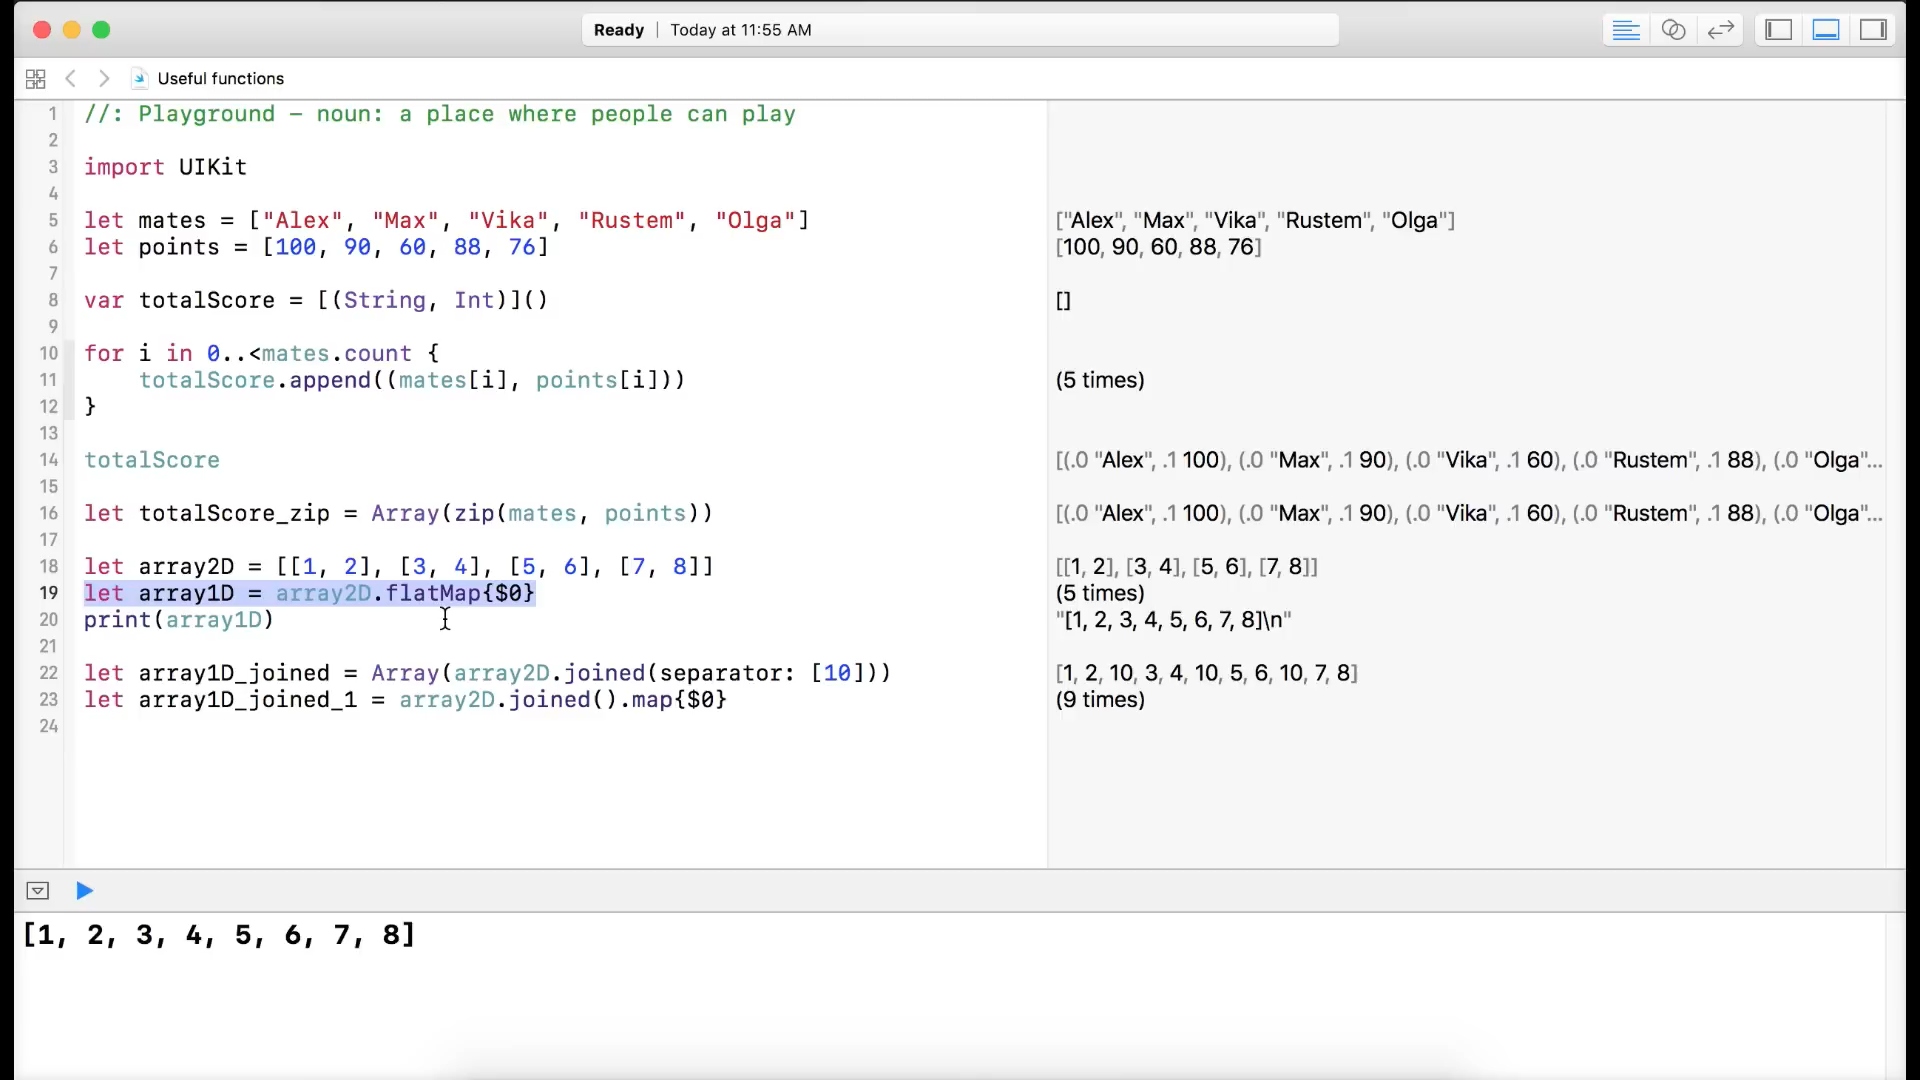 Ready | Today at 11:55 AM
Useful functions
1 //: Playground – noun: a place where people can play
2
3 import UIKit
4
5 let mates = ["Alex", "Max", "Vika", "Rustem", "Olga"] ["Alex", "Max", "Vika", "Rustem", "Olga"]
6 let points = [100, 90, 60, 88, 76] [100, 90, 60, 88, 76]
7
8 var totalScore = [(String, Int)]() []
9
10 for i in 0..<mates.count {
11 totalScore.append((mates[i], points[i])) (5 times)
12 }
13
14 totalScore [(.0 "Alex", .1 100), (.0 "Max", .1 90), (.0 "Vika", .1 60), (.0 "Rustem", .1 88), (.0 "Olga"...
15
16 let totalScore_zip = Array(zip(mates, points)) [(.0 "Alex", .1 100), (.0 "Max", .1 90), (.0 "Vika", .1 60), (.0 "Rustem", .1 88), (.0 "Olga"...
17
18 let array2D = [[1, 2], [3, 4], [5, 6], [7, 8]] [[1, 2], [3, 4], [5, 6], [7, 8]]
19 let array1D = array2D.flatMap{$0} (5 times)
20 print(array1D) "[1, 2, 3, 4, 5, 6, 7, 8]\n"
21
22 let array1D_joined = Array(array2D.joined(separator: [10])) [1, 2, 10, 3, 4, 10, 5, 6, 10, 7, 8]
23 let array1D_joined_1 = array2D.joined().map{$0} (9 times)
24
[1, 2, 3, 4, 5, 6, 7, 8]